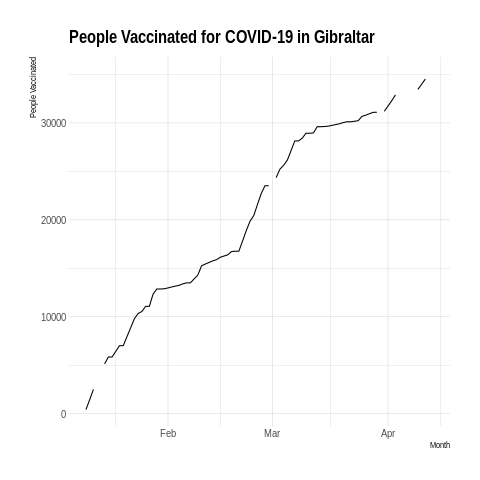 People Vaccinated for COVID-19 in Gibraltar
People Vaccinated
30000
20000
10000
0
Feb Mar Apr
Month